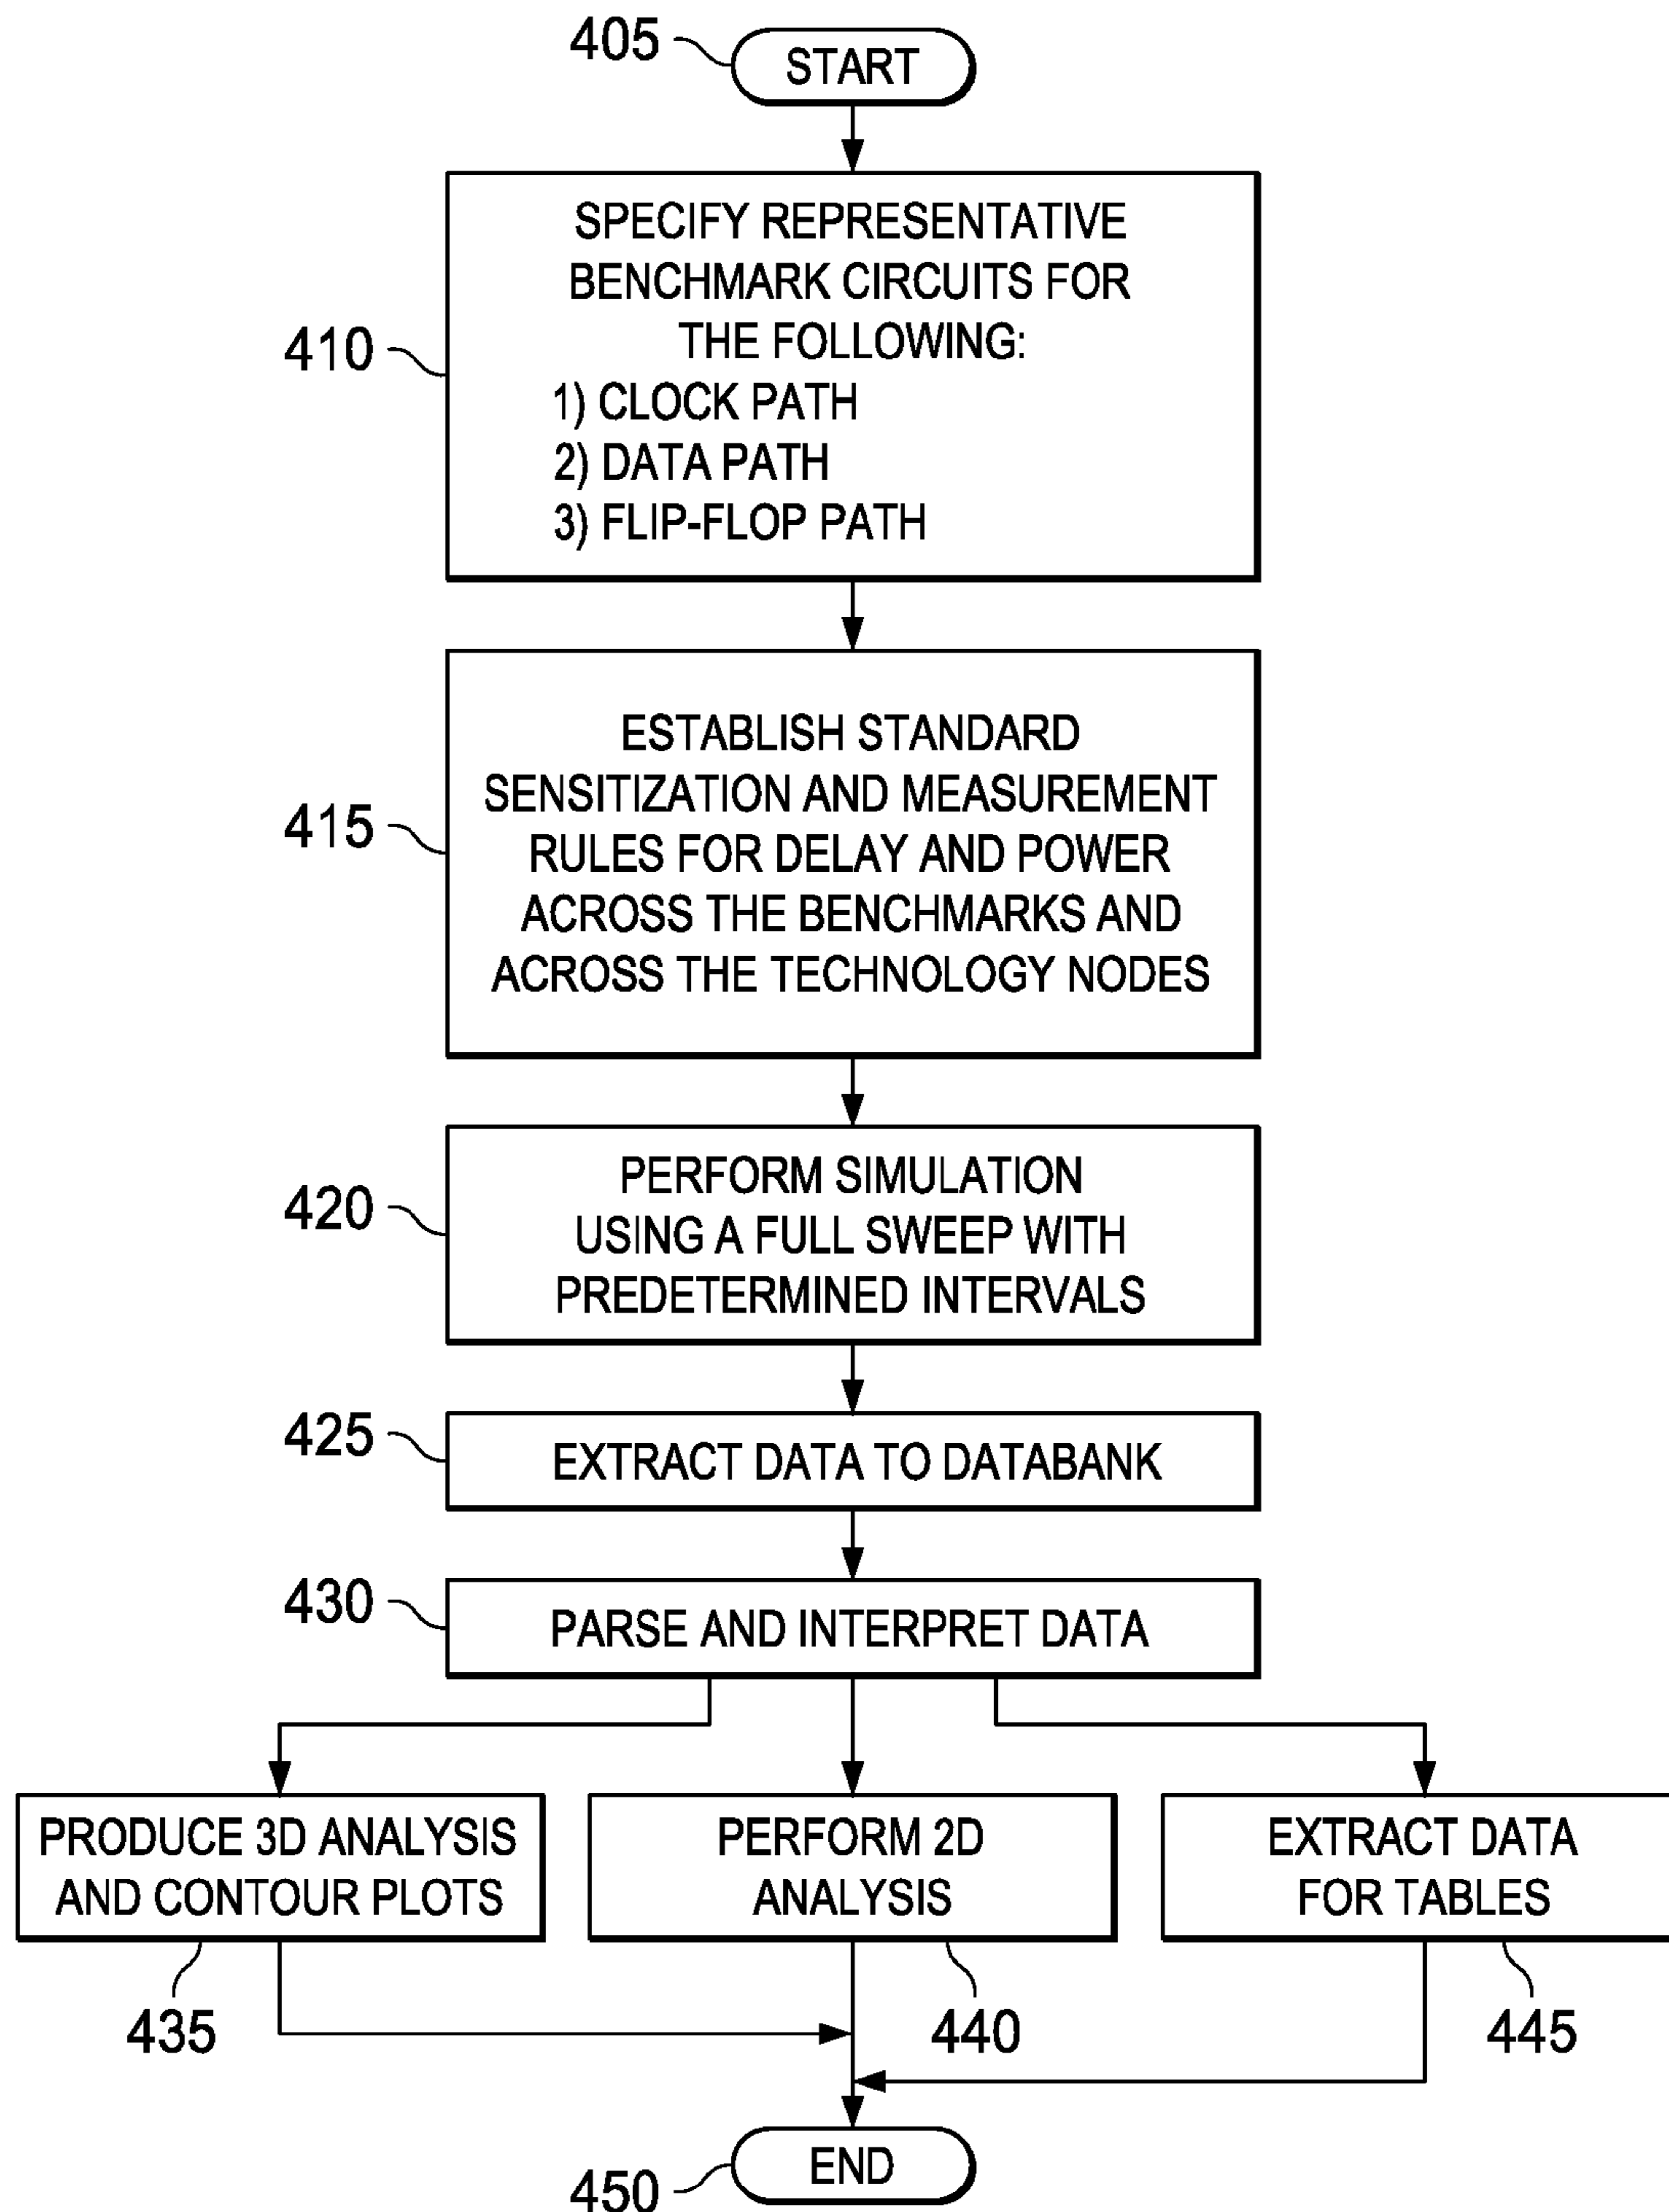 405
START
SPECIFY REPRESENTATIVE
BENCHMARK CIRCUITS FOR
THE FOLLOWING:
1) CLOCK PATH
2) DATA PATH
3) FLIP-FLOP PATH
410
ESTABLISH STANDARD
SENSITIZATION AND MEASUREMENT
RULES FOR DELAY AND POWER
ACROSS THE BENCHMARKS AND
ACROSS THE TECHNOLOGY NODES
415
PERFORM SIMULATION
USING A FULL SWEEP WITH
PREDETERMINED INTERVALS
420
425
EXTRACT DATA TO DATABANK
430
PARSE AND INTERPRET DATA
PRODUCE 3D ANALYSIS
AND CONTOUR PLOTS
435
PERFORM 2D
ANALYSIS
440
EXTRACT DATA
FOR TABLES
445
END
450